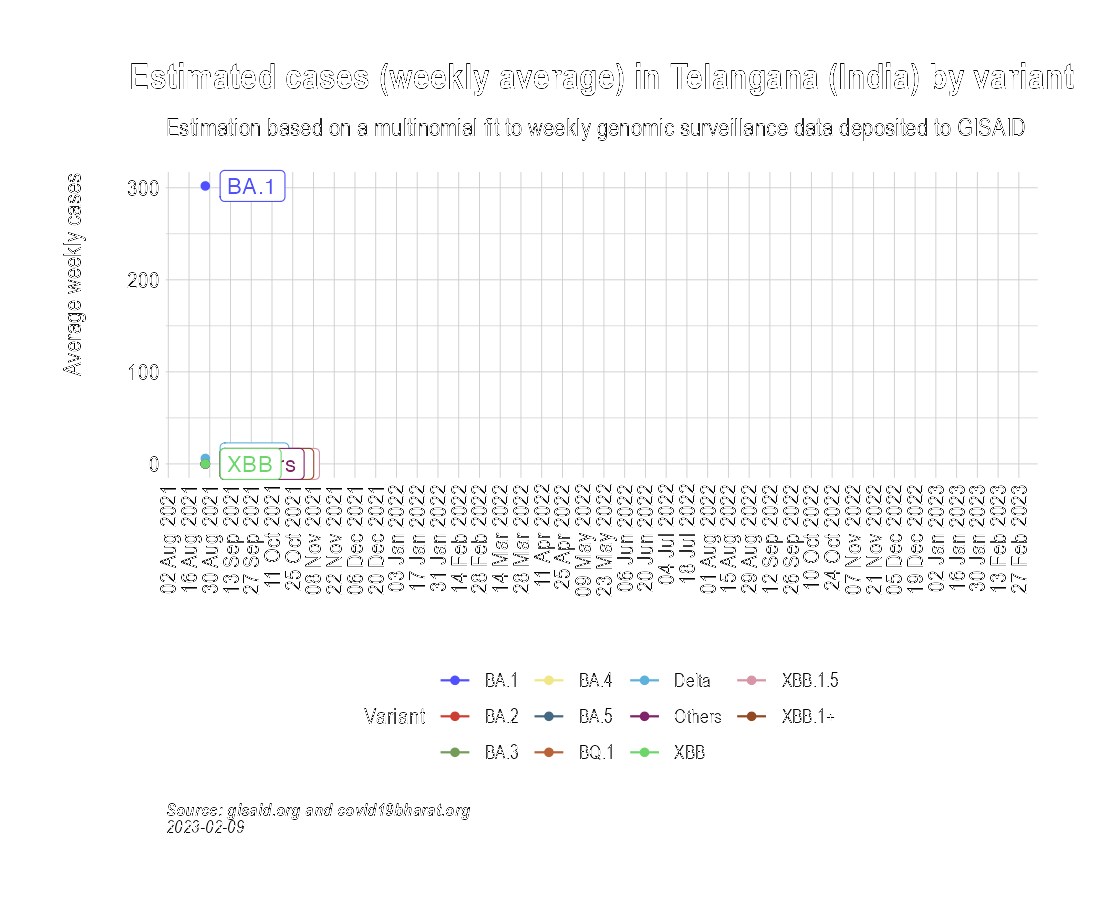 Estimated cases (weekly average) in Telangana (India) by variant
Estimation based on a multinomial fit to weekly genomic surveillance data deposited to GISAID
Average weekly cases
300
200
100
0
BA.1
XBB
rs
02 Aug 2021
16 Aug 2021
30 Aug 2021
13 Sep 2021
27 Sep 2021
11 Oct 2021
25 Oct 2021
08 Nov 2021
22 Nov 2021
06 Dec 2021
20 Dec 2021
03 Jan 2022
17 Jan 2022
31 Jan 2022
14 Feb 2022
28 Feb 2022
14 Mar 2022
28 Mar 2022
11 Apr 2022
25 Apr 2022
09 May 2022
23 May 2022
06 Jun 2022
20 Jun 2022
04 Jul 2022
18 Jul 2022
01 Aug 2022
15 Aug 2022
29 Aug 2022
12 Sep 2022
26 Sep 2022
10 Oct 2022
24 Oct 2022
07 Nov 2022
21 Nov 2022
05 Dec 2022
19 Dec 2022
02 Jan 2023
16 Jan 2023
30 Jan 2023
13 Feb 2023
27 Feb 2023
Variant
BA.1
BA.2
BA.3
BA.4
BA.5
BQ.1
Delta
Others
XBB
XBB.1.5
XBB.1+
Source: gisaid.org and covid19bharat.org
2023-02-09